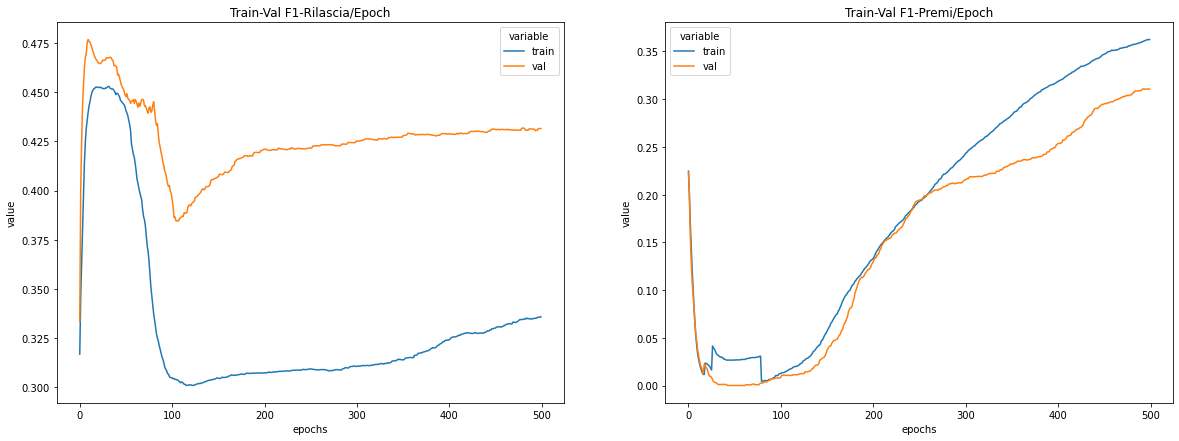 Train-Val F1-Rilascia/Epoch
variable
train
val
value
0.475
0.450
0.425
0.400
0.375
0.350
0.325
0.300
0 100 200 300 400 500
epochs
Train-Val F1-Premi/Epoch
variable
train
val
value
0.35
0.30
0.25
0.20
0.15
0.10
0.05
0.00
0 100 200 300 400 500
epochs